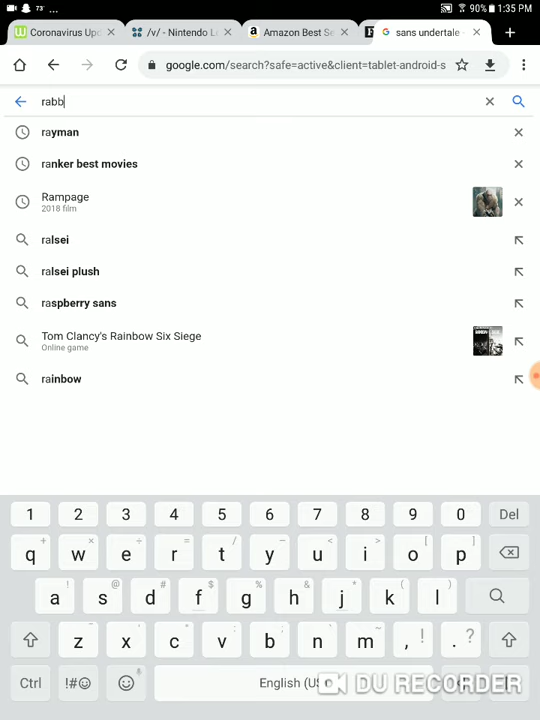 73° ... 90% 1:35 PM
Coronavirus Upd × /v/ - Nintendo L × Amazon Best Se × sans undertale - × +
google.com/search?safe=active&client=tablet-android-s
rabb
rayman
ranker best movies
Rampage
2018 film
ralsei
ralsei plush
raspberry sans
Tom Clancy's Rainbow Six Siege
Online game
rainbow
1 2 3 4 5 6 7 8 9 0 Del
+ × ÷ = / _ < > [ ]
q w e r t y u i o p
! @ # $ % ^ & * ( )
a s d f g h j k l
- ' " : ; , ?
z x c v b n m , ! . ?
Ctrl !#☺ English (US)
DU RECORDER